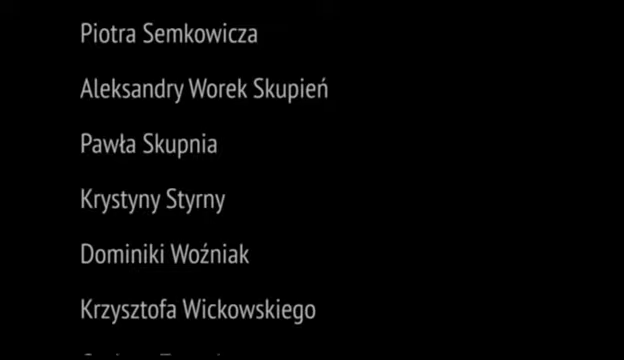 Piotra Semkowicza
Aleksandry Worek Skupień
Pawła Skupnia
Krystyny Styrny
Dominiki Woźniak
Krzysztofa Wickowskiego